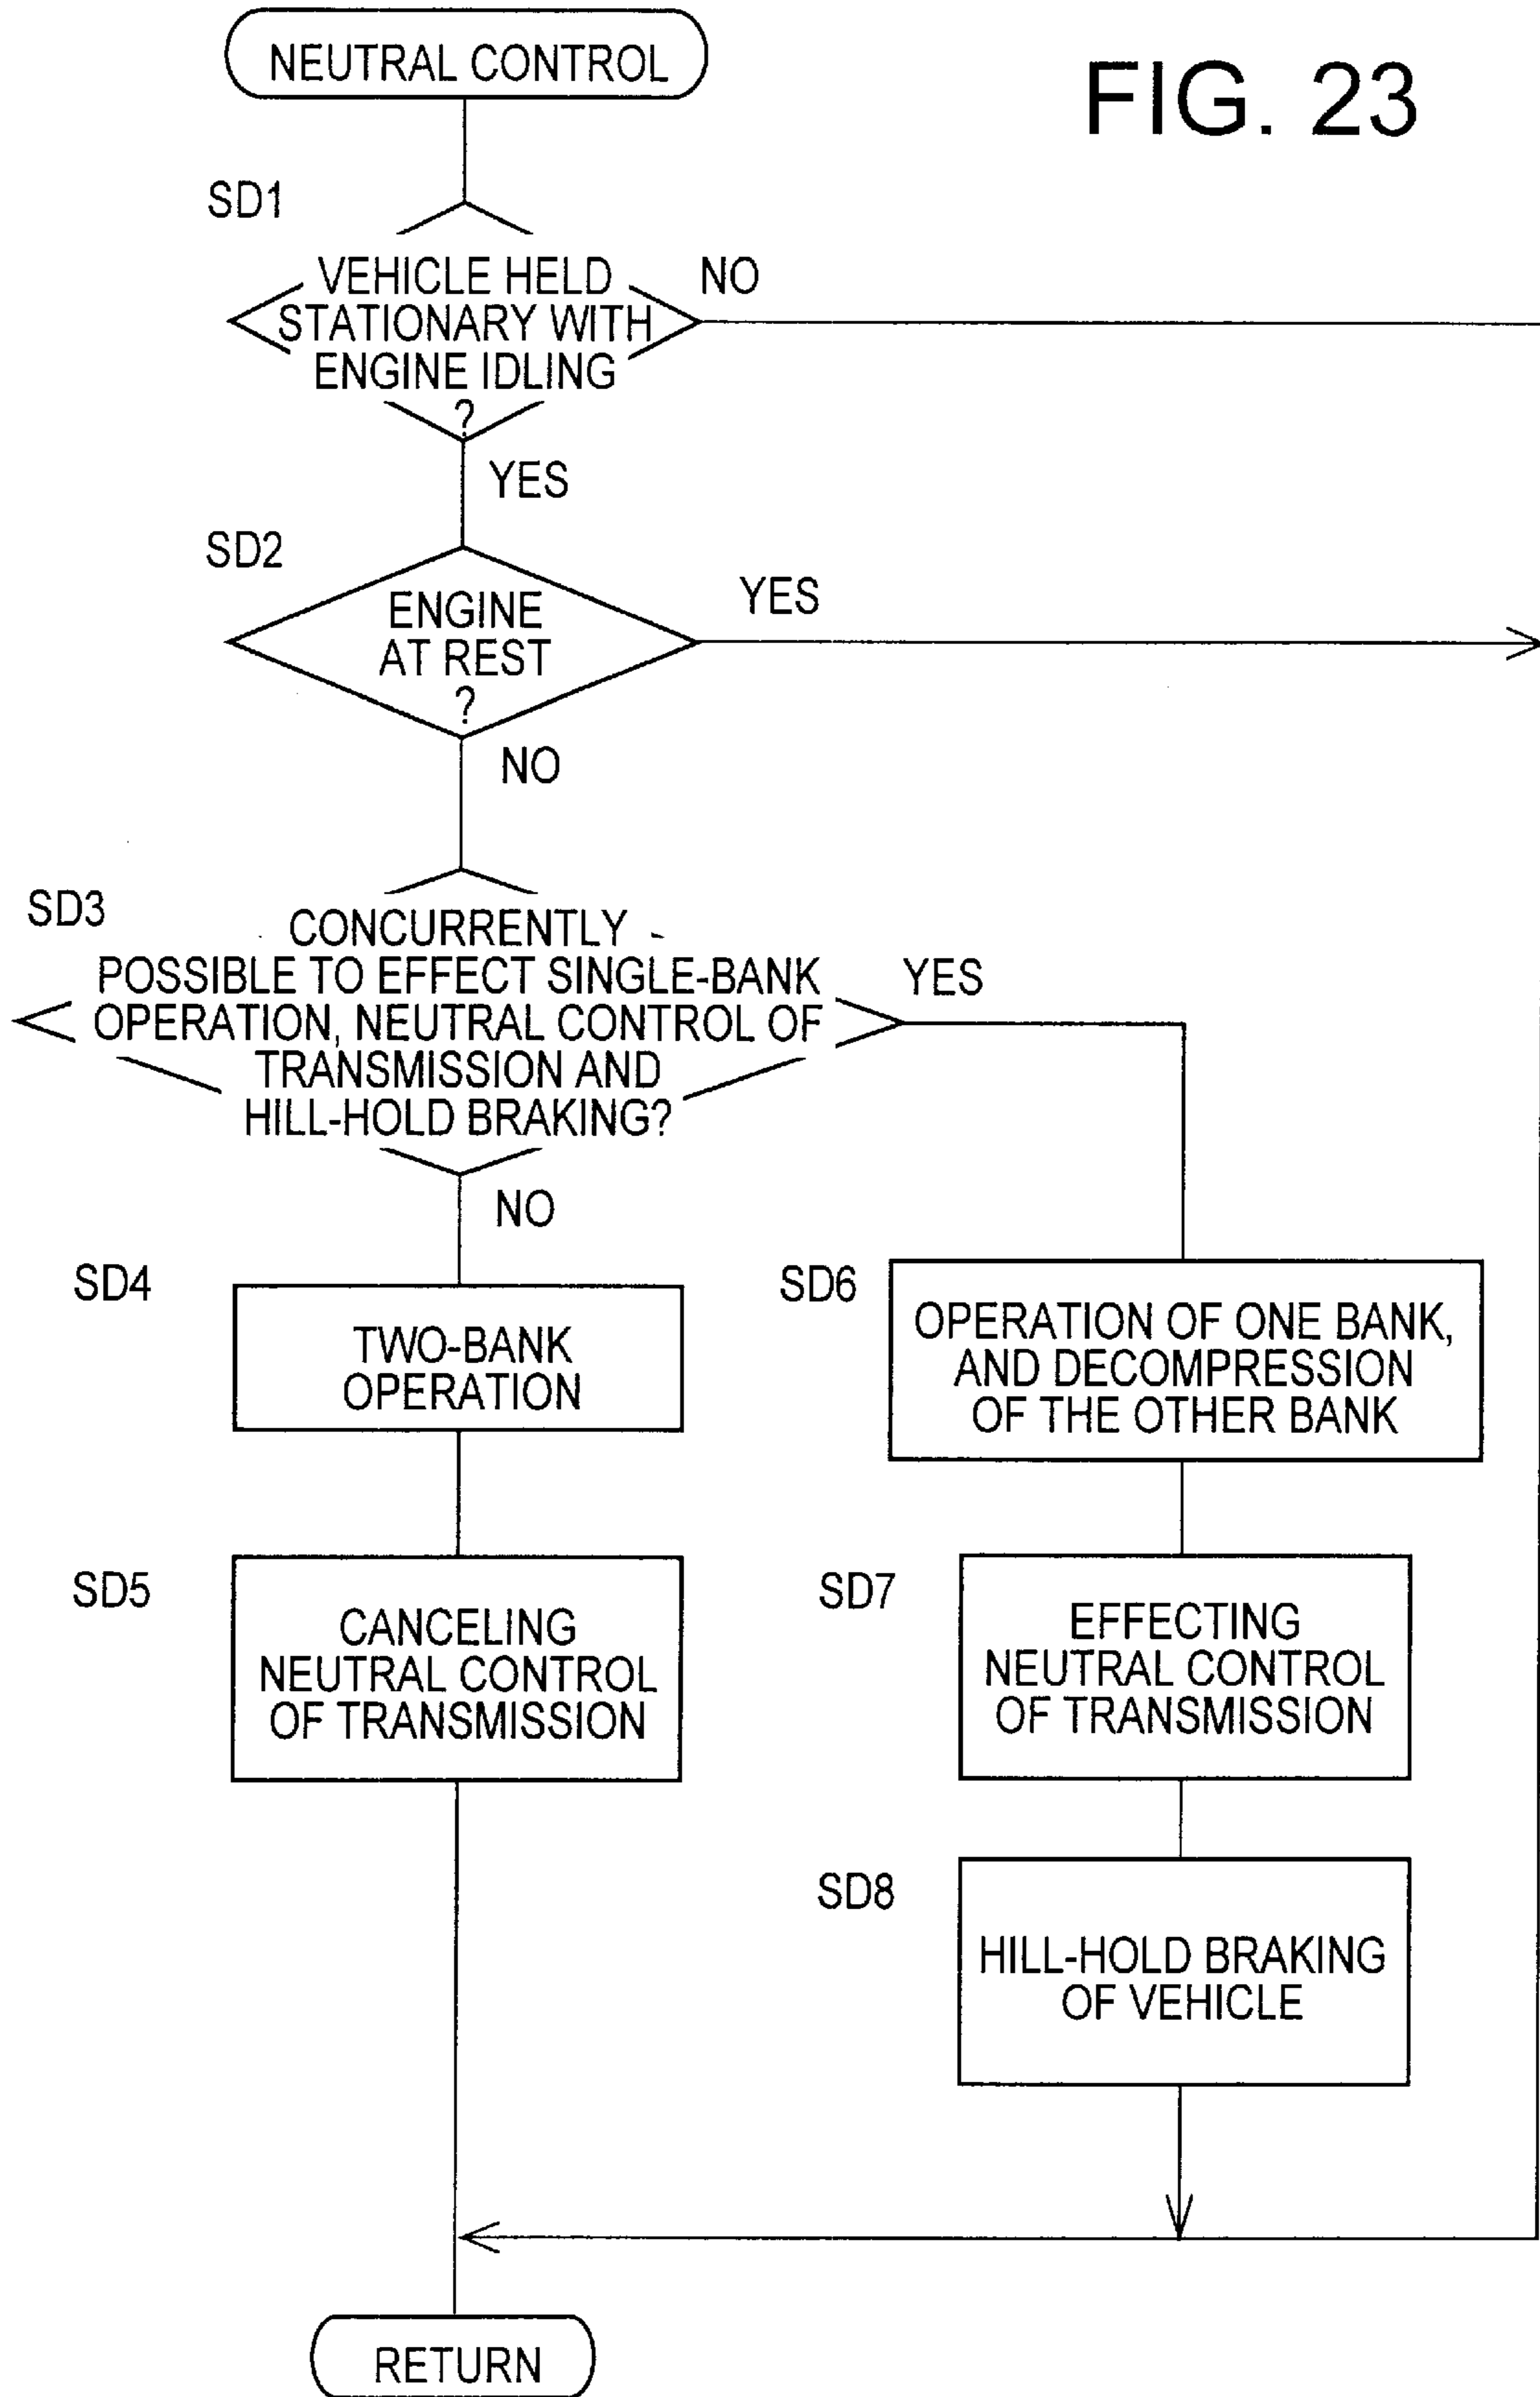 NEUTRAL CONTROL
FIG. 23
SD1
VEHICLE HELD
STATIONARY WITH
ENGINE IDLING
?
NO
YES
SD2
ENGINE
AT REST
?
YES
NO
SD3
CONCURRENTLY
POSSIBLE TO EFFECT SINGLE-BANK
OPERATION, NEUTRAL CONTROL OF
TRANSMISSION AND
HILL-HOLD BRAKING?
YES
NO
SD4
TWO-BANK
OPERATION
SD5
CANCELING
NEUTRAL CONTROL
OF TRANSMISSION
SD6
OPERATION OF ONE BANK,
AND DECOMPRESSION
OF THE OTHER BANK
SD7
EFFECTING
NEUTRAL CONTROL
OF TRANSMISSION
SD8
HILL-HOLD BRAKING
OF VEHICLE
RETURN